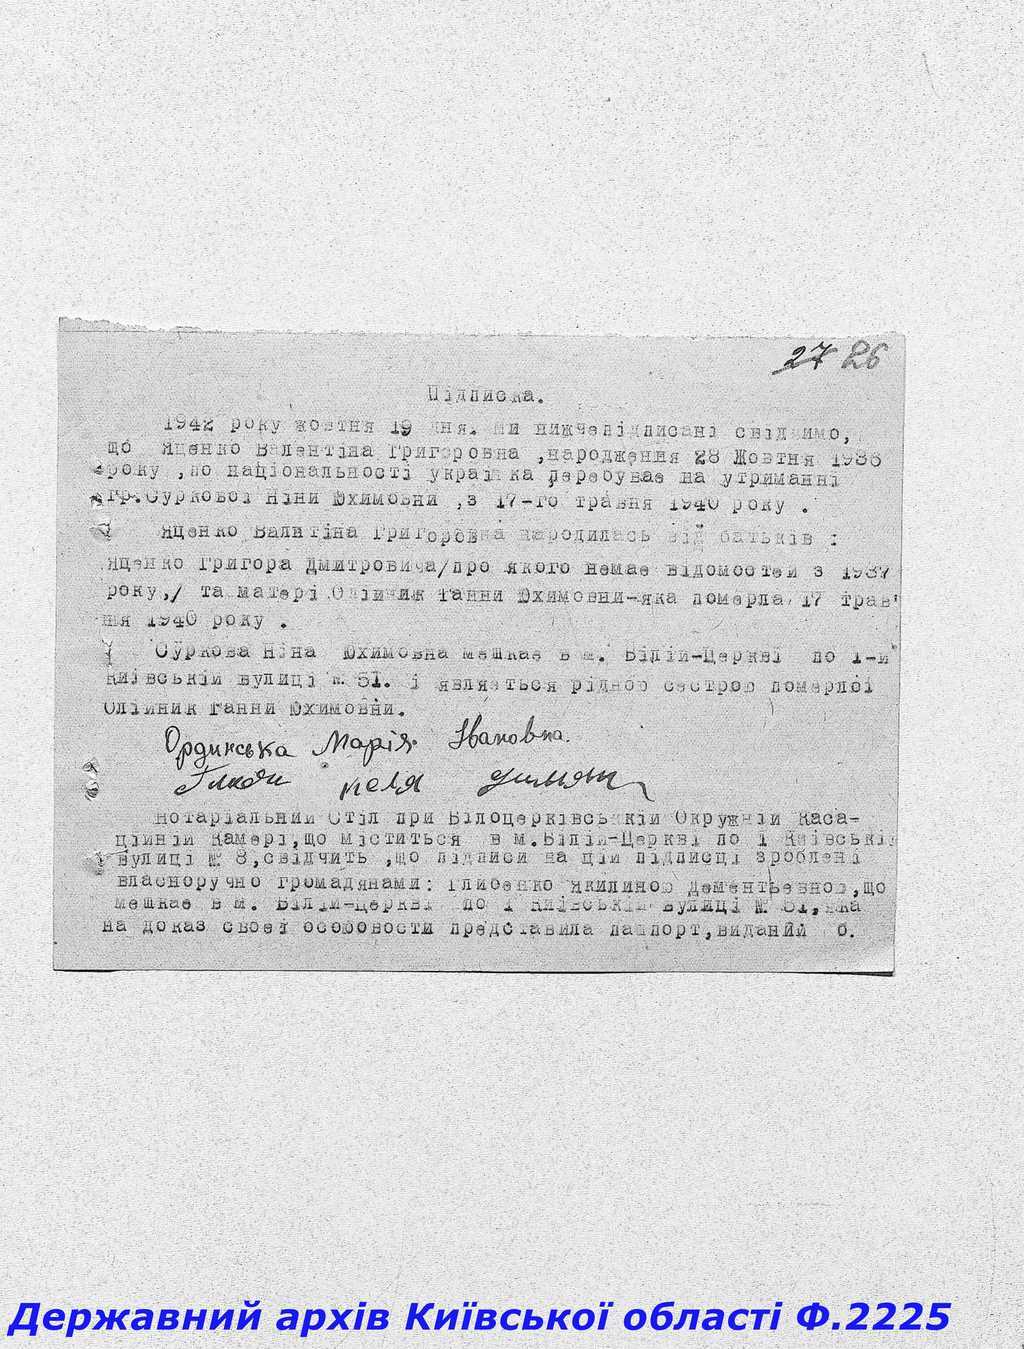 27 26
Підписка.
1942 року жовтня 19 дня. Ми нижчепідписані свідчимо,
що Яценко Валентіна Григоровна ,народження 28 Жовтня 1936
року ,по національності українка перебуває на утриманні
гр.Суркової Ніни Юхимовни ,з 17-го травня 1940 року .
Яценко Валнтіна Григоровна народилась від батьків :
Яценко Григора Дмитровича/про якого немає відомостей з 1937
року,/ та матері Олійник Ганни Юхимовни-яка померла 17 трав
ня 1940 року .
Суркова Ніна Юхимовна мешкає в м. Білій-Церкві по 1-й
Київській вулиці № 51. і являється рідною сестрою померлої
Олійник Ганни Юхимовни.
Ординська Марія Івановна.
Нотаріальний Стіл при Білоцерківській Окружній Каса-
ційній Камері,що міститься в м.Білій-Церкві по 1 Київській
вулиці № 8,свідчить ,що підписи на цій підписці зроблені
власноручно громадянами: Глибенко Якилиною Дементьевною,що
мешкає в м. Білій-Церкві по 1 Київській вулиці № 51,яка
на доказ своєї особовости представила пашпорт,виданий б.
Державний архів Київської області Ф.2225